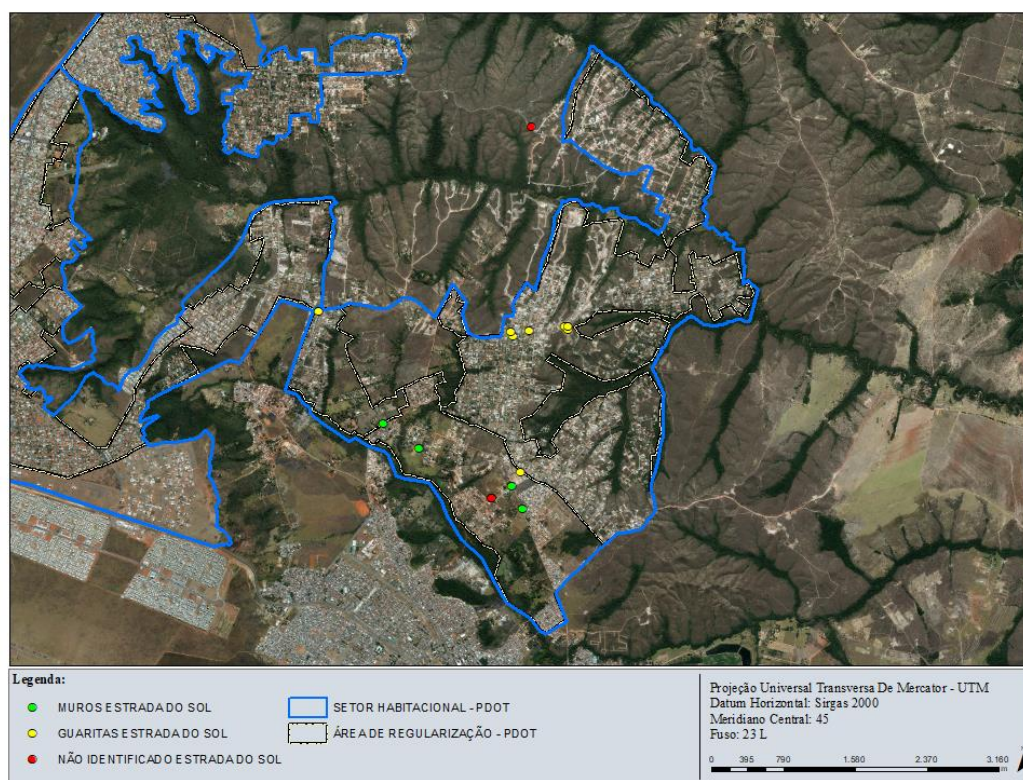 Legenda:
MUROS ESTRADA DO SOL
GUARITAS ESTRADA DO SOL
NÃO IDENTIFICADO ESTRADA DO SOL
SETOR HABITACIONAL - PDOT
ÁREA DE REGULARIZAÇÃO - PDOT
Projeção Universal Transversa De Mercator - UTM
Datum Horizontal: Sirgas 2000
Meridiano Central: 45
Fuso: 23 L
0 395 790 1.580 2.370 3.160
m